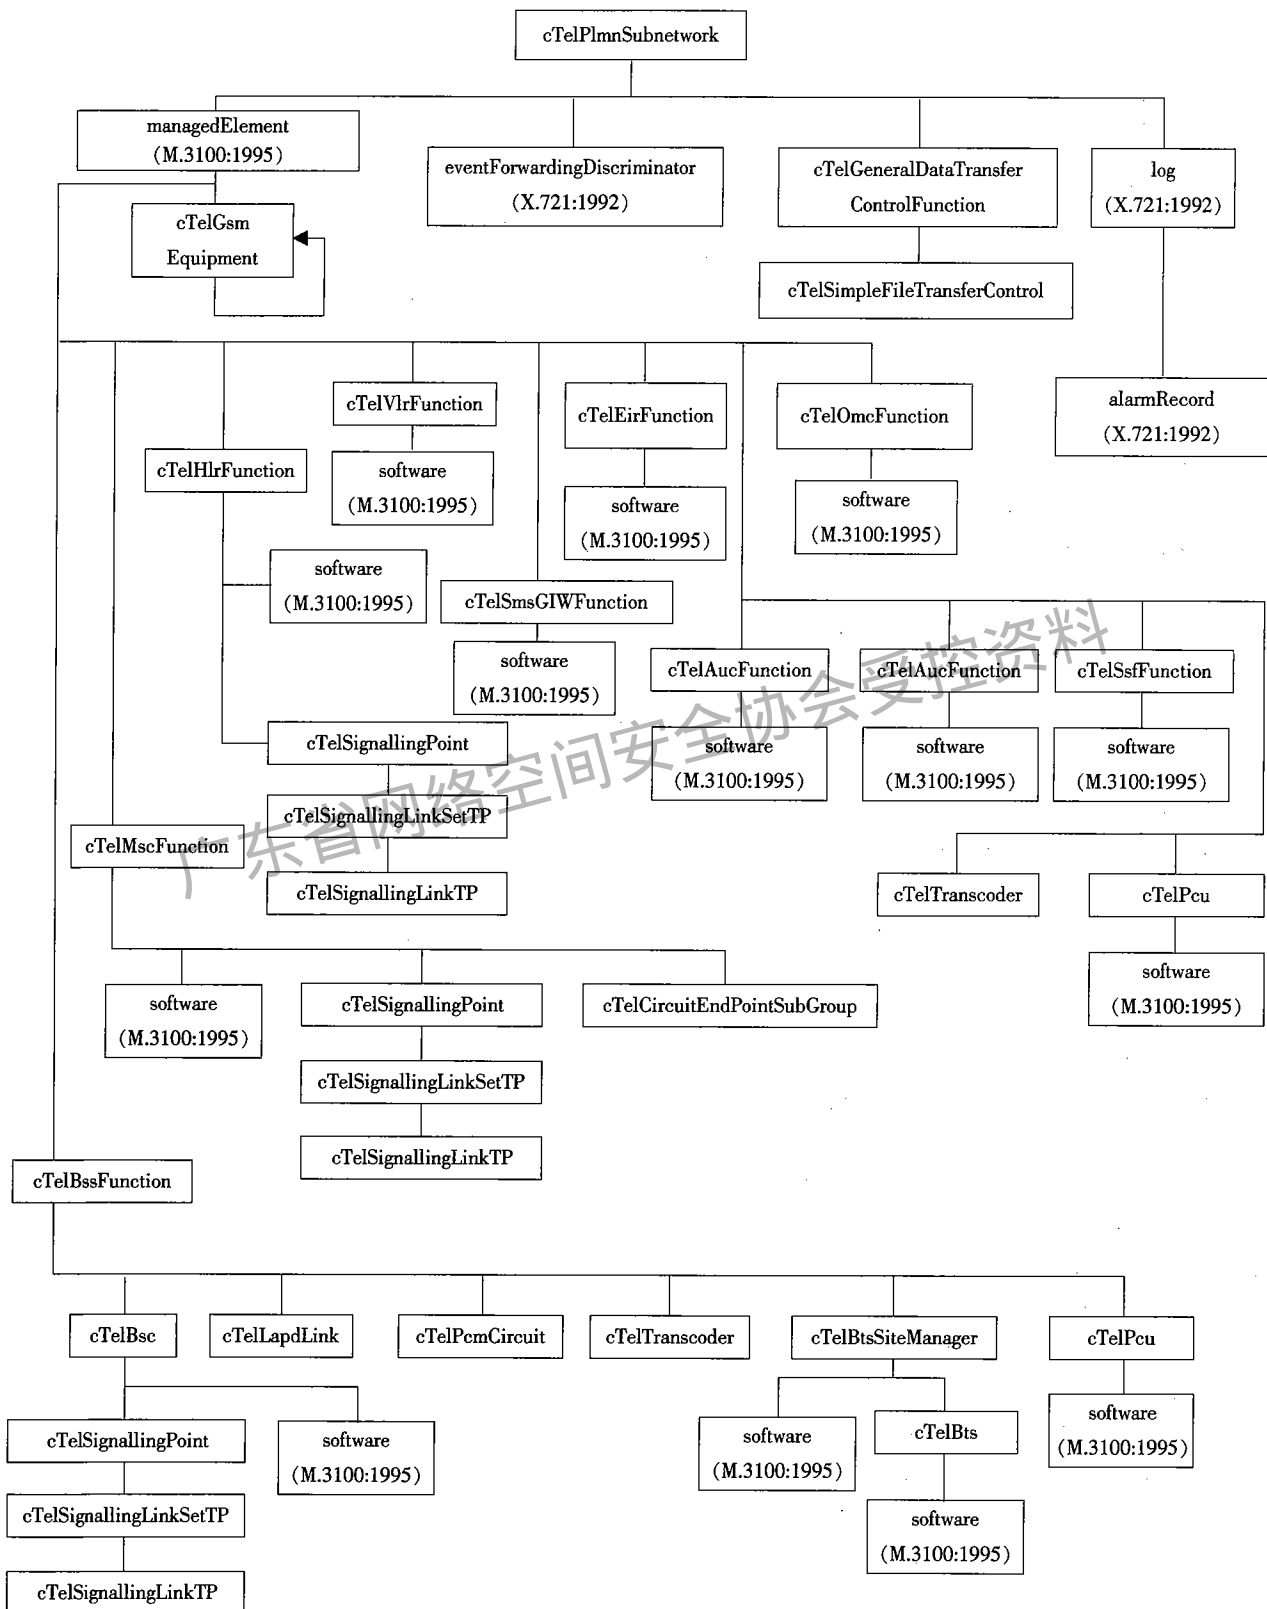 cTelPlmnSubnetwork
managedElement
(M.3100:1995)
eventForwardingDiscriminator
(X.721:1992)
cTelGeneralDataTransfer
ControlFunction
log
(X.721:1992)
cTelGsm
Equipment
cTelSimpleFileTransferControl
cTelVlrFunction
cTelEirFunction
cTelOmcFunction
alarmRecord
(X.721:1992)
cTelHlrFunction
software
(M.3100:1995)
software
(M.3100:1995)
software
(M.3100:1995)
software
(M.3100:1995)
cTelSmsGIWFunction
software
(M.3100:1995)
cTelAucFunction
cTelAucFunction
cTelSsfFunction
software
(M.3100:1995)
software
(M.3100:1995)
software
(M.3100:1995)
cTelSignallingPoint
cTelSignallingLinkSetTP
cTelSignallingLinkTP
cTelMscFunction
cTelTranscoder
cTelPcu
software
(M.3100:1995)
software
(M.3100:1995)
cTelSignallingPoint
cTelCircuitEndPointSubGroup
cTelSignallingLinkSetTP
cTelSignallingLinkTP
cTelBssFunction
cTelBsc
cTelLapdLink
cTelPcmCircuit
cTelTranscoder
cTelBtsSiteManager
cTelPcu
cTelSignallingPoint
software
(M.3100:1995)
software
(M.3100:1995)
cTelBts
software
(M.3100:1995)
cTelSignallingLinkSetTP
software
(M.3100:1995)
cTelSignallingLinkTP
广东省网络空间安全协会受控资料